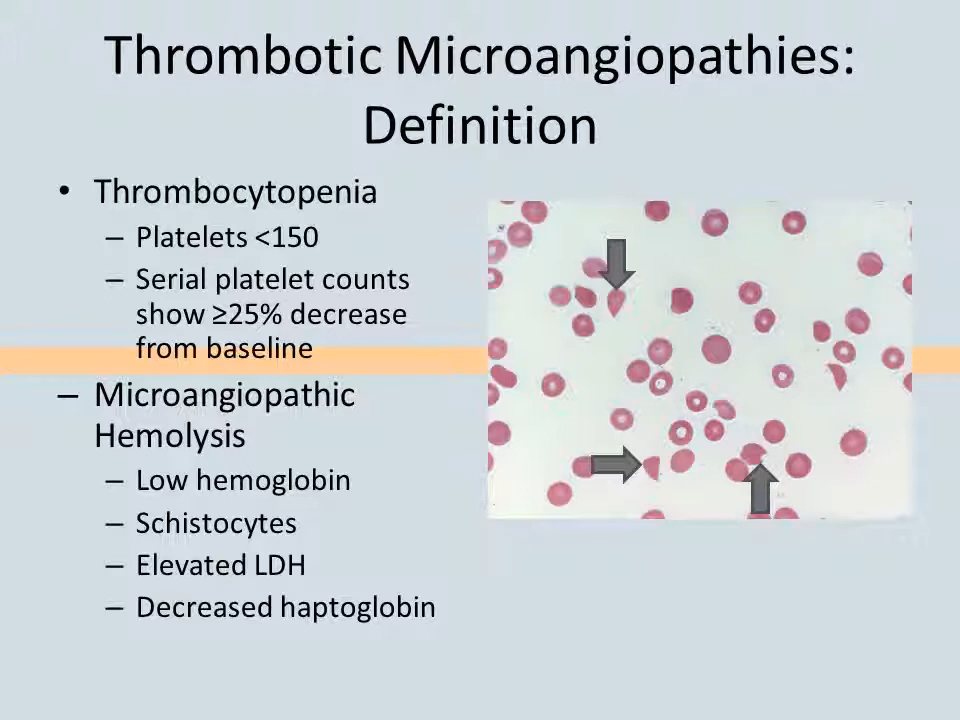 Thrombotic Microangiopathies:
Definition
• Thrombocytopenia
– Platelets <150
– Serial platelet counts
show ≥25% decrease
from baseline
– Microangiopathic
Hemolysis
– Low hemoglobin
– Schistocytes
– Elevated LDH
– Decreased haptoglobin